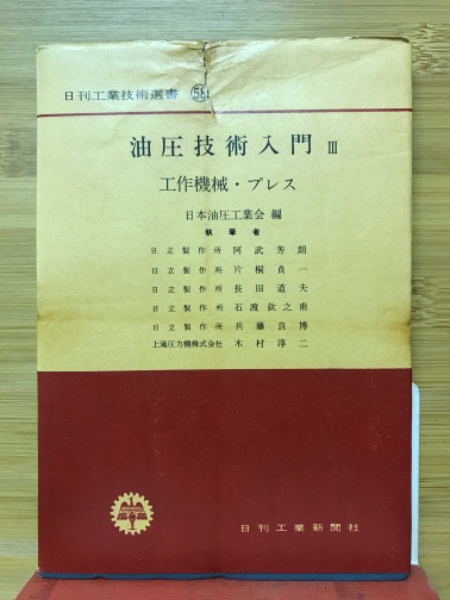 日刊工業技術選書 58
油圧技術入門 III
工作機械・プレス
日本油圧工業会 編
執筆者
日立製作所 阿武芳朗
日立製作所 片桐貞一
日立製作所 長田道夫
日立製作所 石渡欽之甫
日立製作所 兵藤良博
上滝圧力機株式会社 木村淳二
日刊工業新聞社